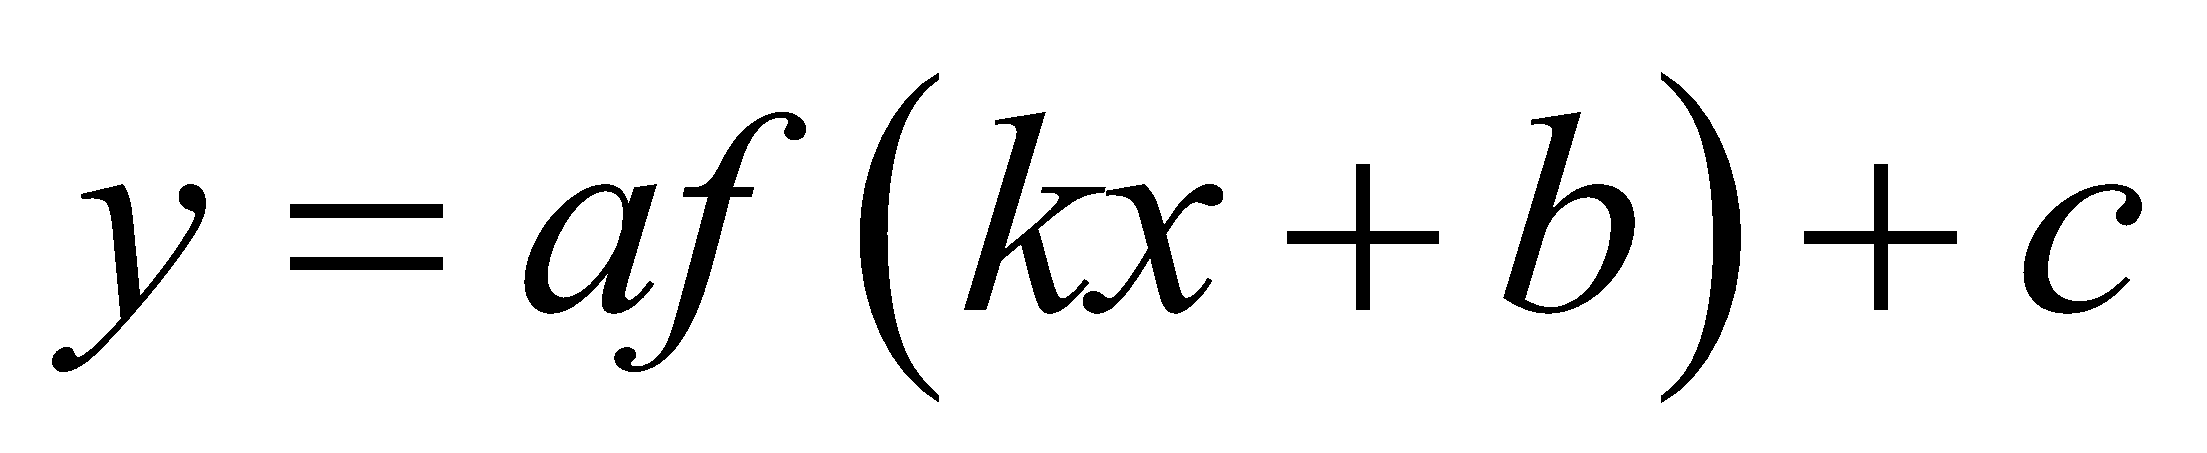 y = af (kx + b) + c